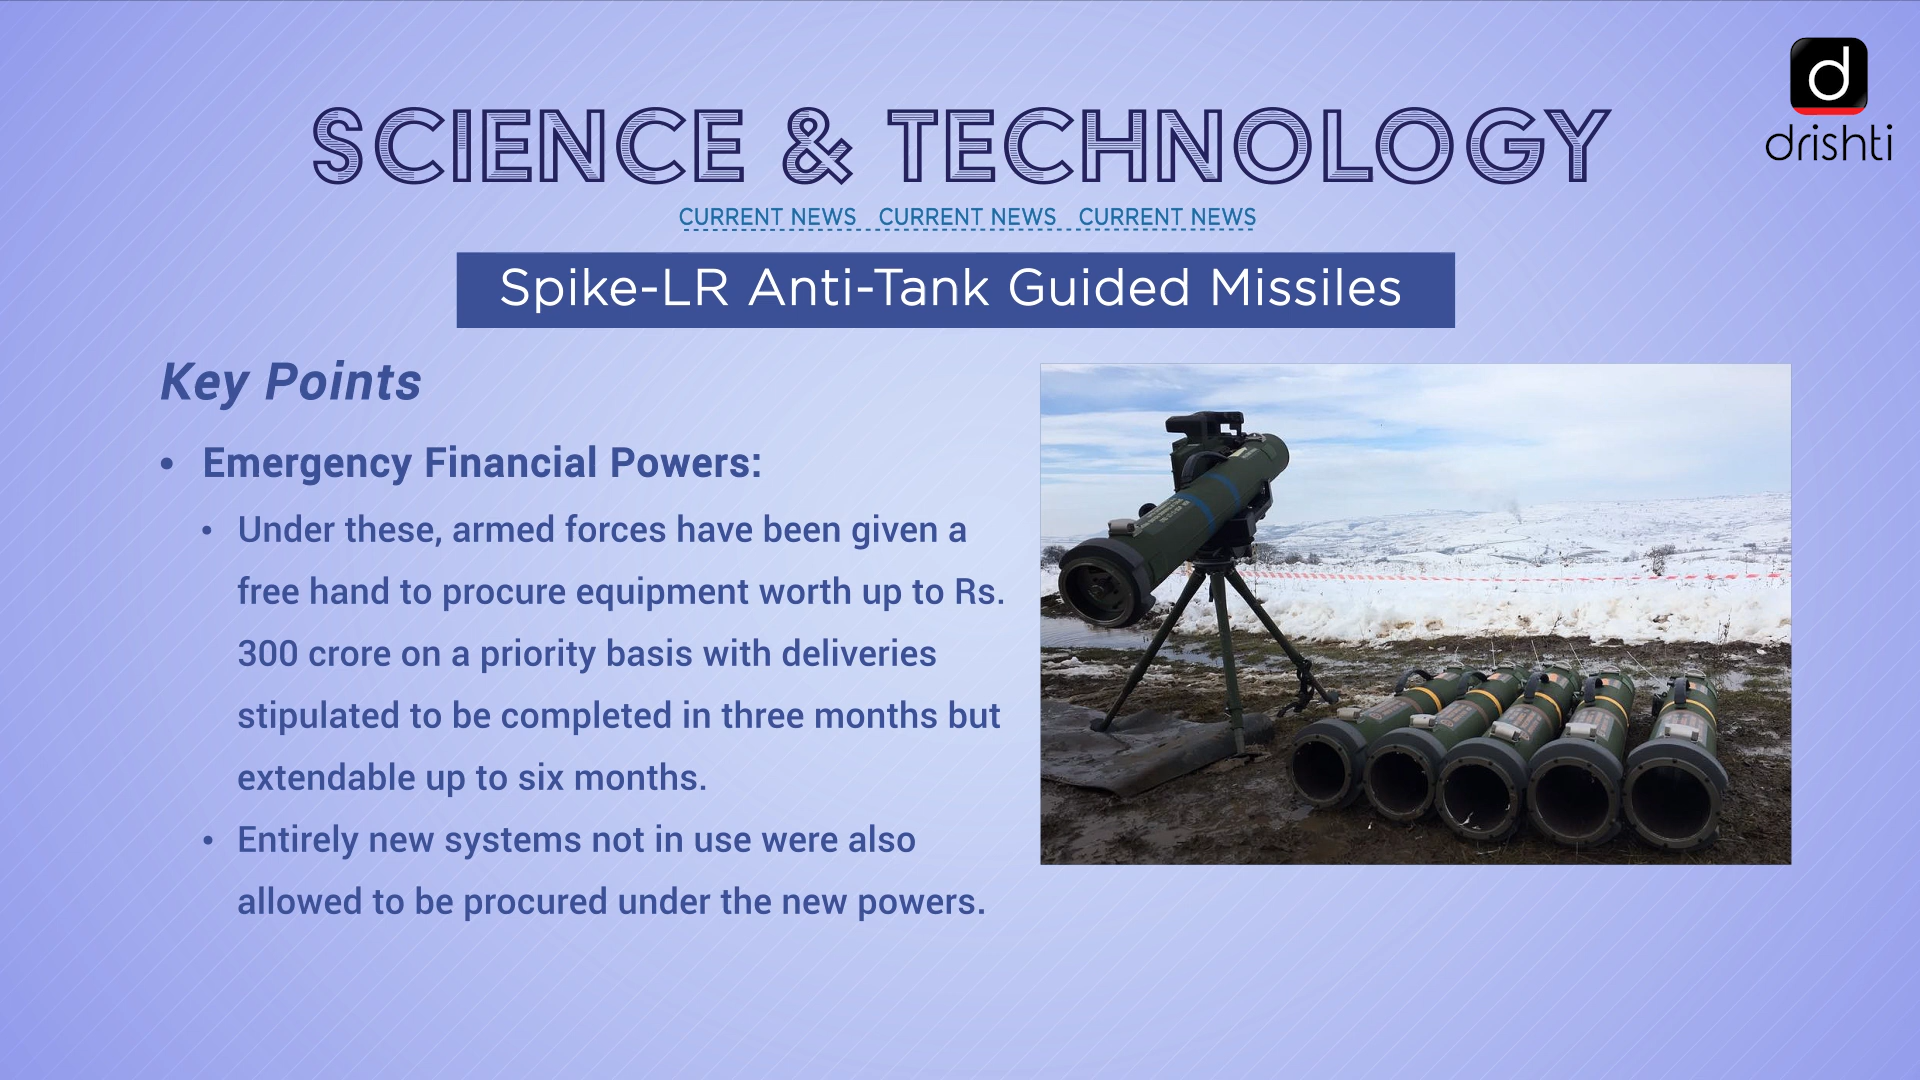 d
drishti
SCIENCE & TECHNOLOGY
CURRENT NEWS CURRENT NEWS CURRENT NEWS
Spike-LR Anti-Tank Guided Missiles
Key Points
• Emergency Financial Powers:
• Under these, armed forces have been given a
free hand to procure equipment worth up to Rs.
300 crore on a priority basis with deliveries
stipulated to be completed in three months but
extendable up to six months.
• Entirely new systems not in use were also
allowed to be procured under the new powers.